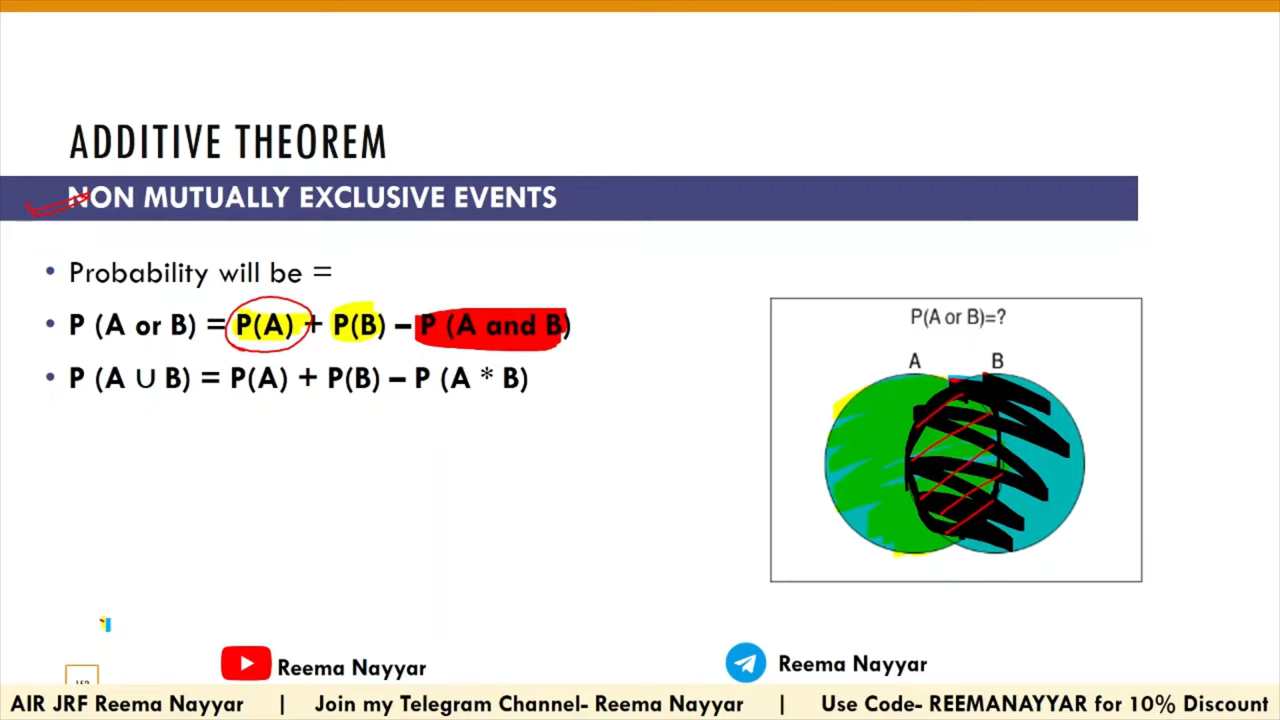 ADDITIVE THEOREM
NON MUTUALLY EXCLUSIVE EVENTS
• Probability will be =
• P (A or B) = P(A) + P(B) – P (A and B)
• P (A ∪ B) = P(A) + P(B) – P (A * B)
P(A or B)=?
A B
Reema Nayyar Reema Nayyar
AIR JRF Reema Nayyar | Join my Telegram Channel- Reema Nayyar | Use Code- REEMANAYYAR for 10% Discount